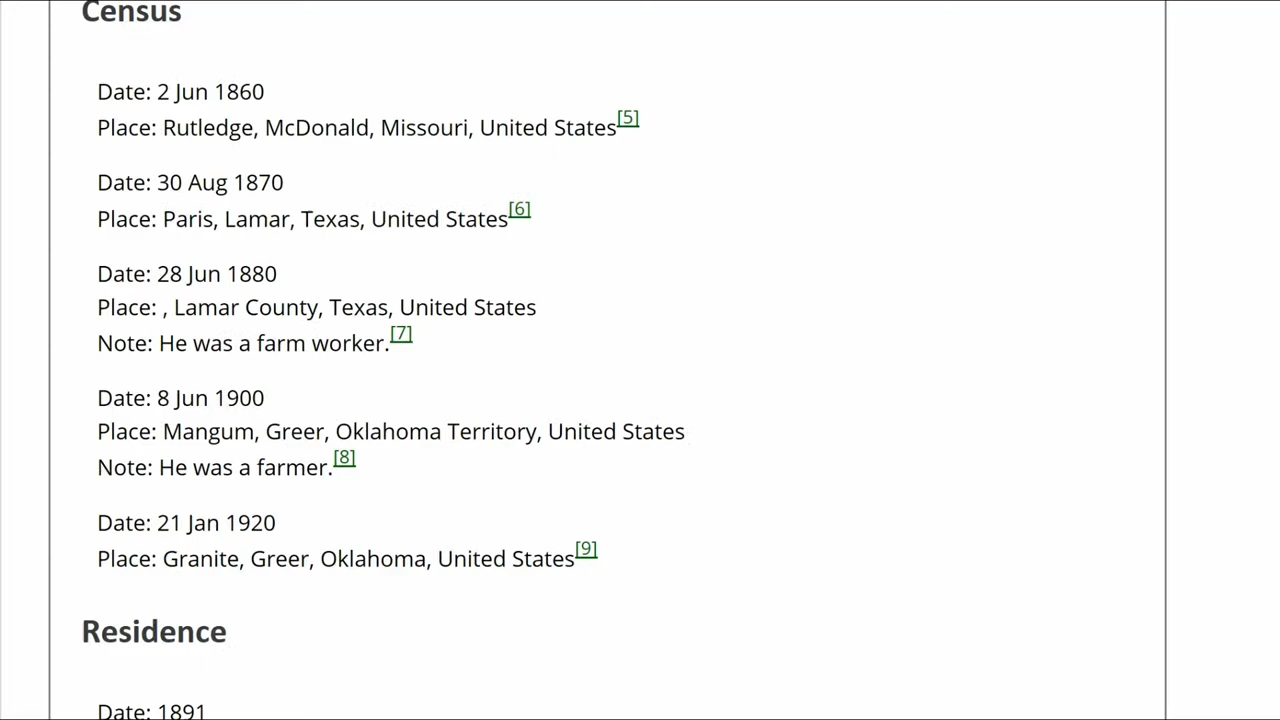 Census
Date: 2 Jun 1860
Place: Rutledge, McDonald, Missouri, United States[5]
Date: 30 Aug 1870
Place: Paris, Lamar, Texas, United States[6]
Date: 28 Jun 1880
Place: , Lamar County, Texas, United States
Note: He was a farm worker.[7]
Date: 8 Jun 1900
Place: Mangum, Greer, Oklahoma Territory, United States
Note: He was a farmer.[8]
Date: 21 Jan 1920
Place: Granite, Greer, Oklahoma, United States[9]
Residence
Date: 1891